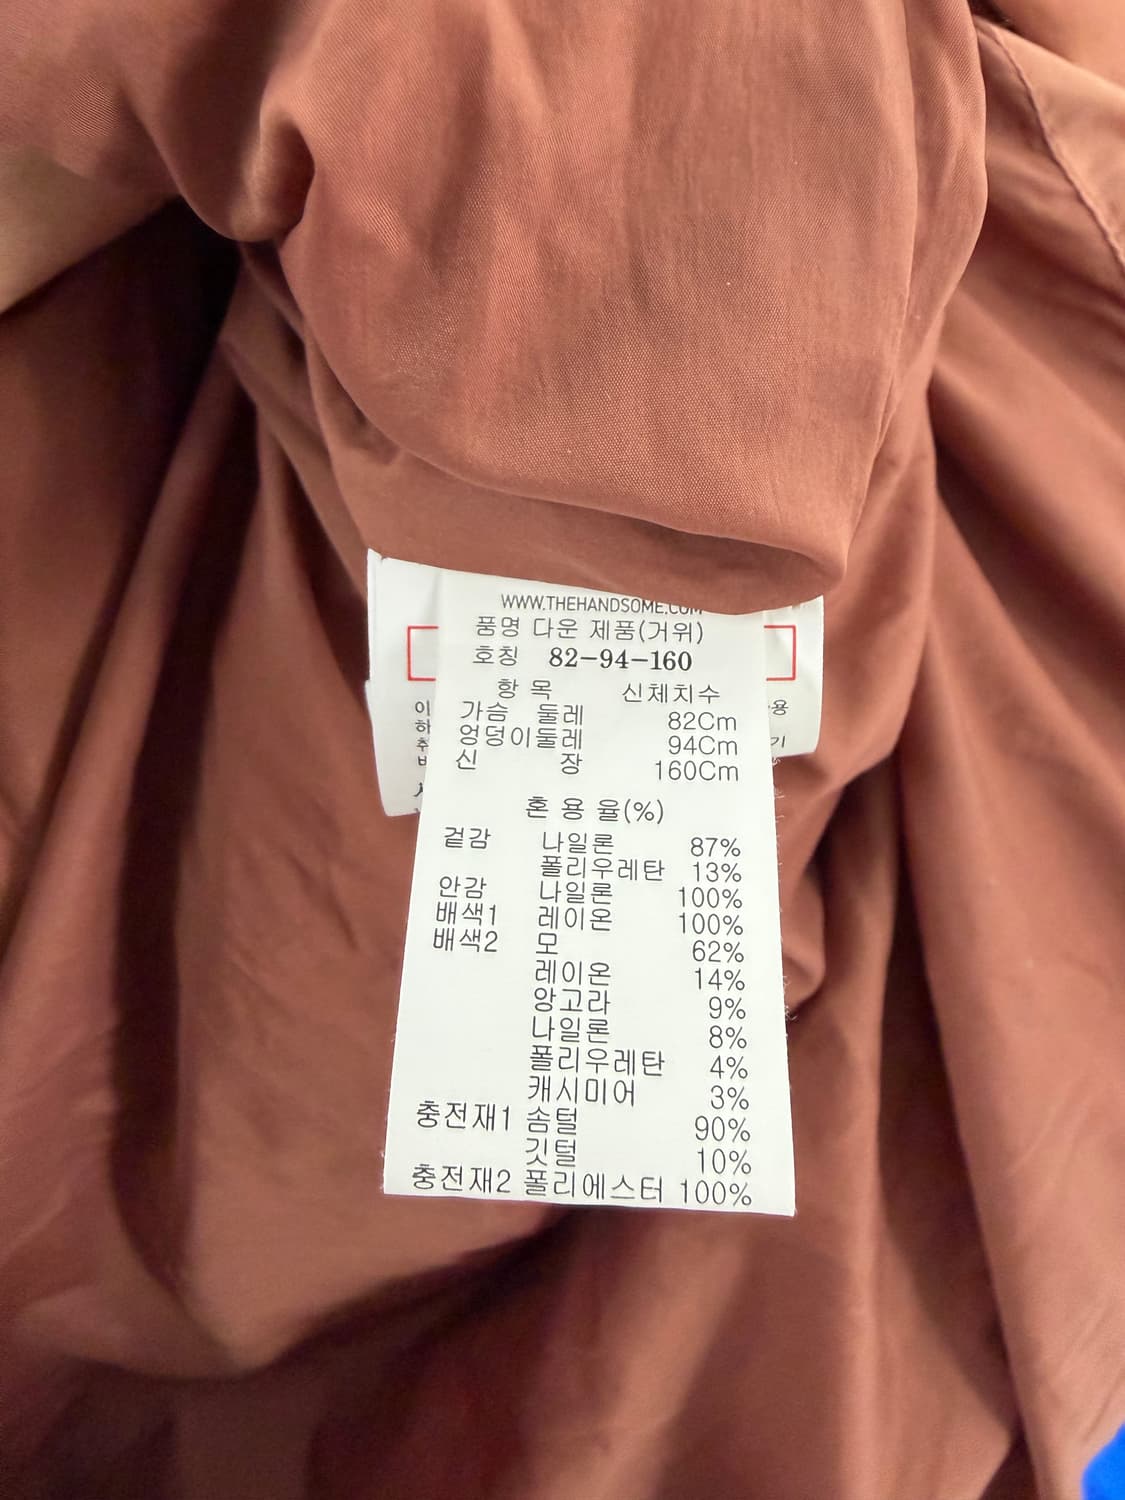 WWW.THEHANDSOME.COM
품명 다운 제품(거위)
호칭 82-94-160
항 목 신체치수
가슴 둘레 82Cm
엉덩이둘레 94Cm
신 장 160Cm
혼 용 율(%)
겉감 나일론 87%
폴리우레탄 13%
안감 나일론 100%
배색1 레이온 100%
배색2 모 62%
레이온 14%
앙고라 9%
나일론 8%
폴리우레탄 4%
캐시미어 3%
충전재1 솜털 90%
깃털 10%
충전재2 폴리에스터 100%